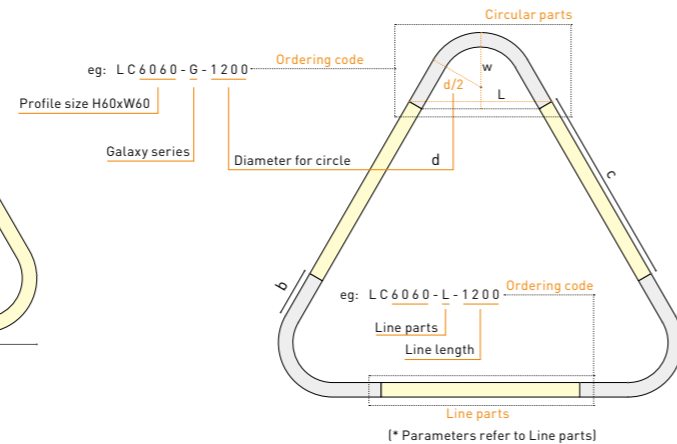 Circular parts
Ordering code
eg: LC6060-G-1200
w
d/2
L
Profile size H60xW60
Galaxy series
Diameter for circle
d
c
b
Ordering code
eg: LC6060-L-1200
Line parts
Line length
Line parts
(* Parameters refer to Line parts)